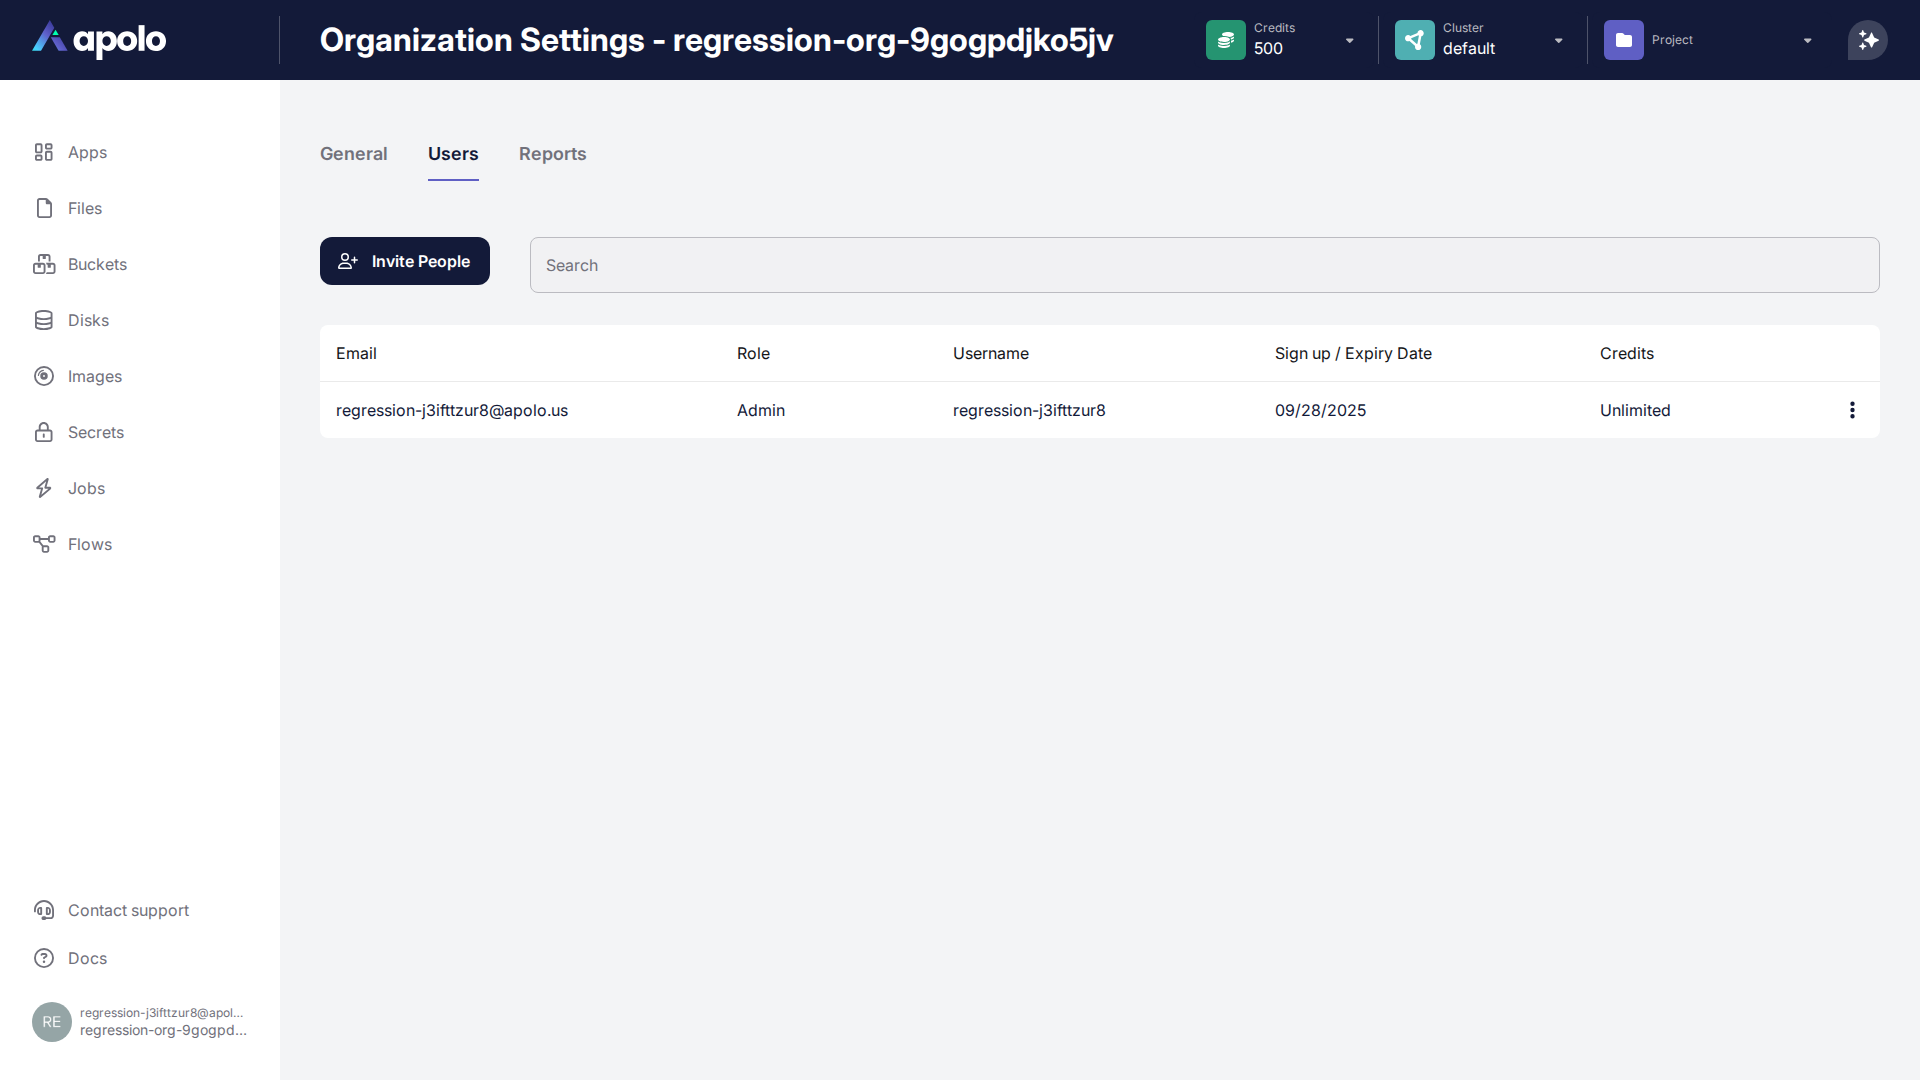 apolo
Organization Settings - regression-org-9gogpdjko5jv
Credits
500
Cluster
default
Project
Apps
Files
Buckets
Disks
Images
Secrets
Jobs
Flows
Contact support
Docs
RE
regression-j3ifttzur8@apol...
regression-org-9gogpd...
General Users Reports
Invite People
Search
Email Role Username Sign up / Expiry Date Credits
regression-j3ifttzur8@apolo.us Admin regression-j3ifttzur8 09/28/2025 Unlimited